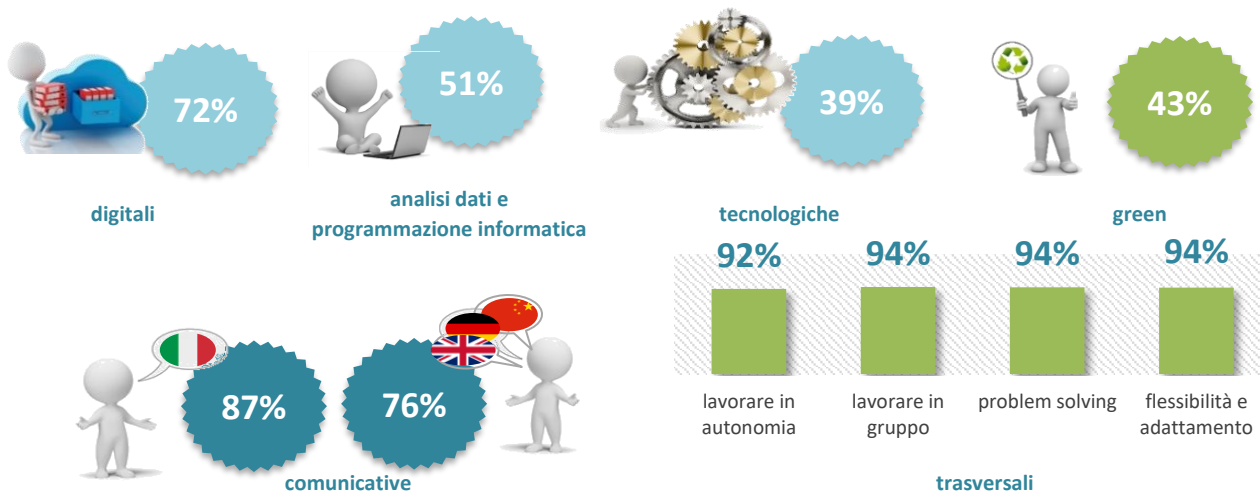 72%
51%
39%
43%
digitali
analisi dati e
programmazione informatica
tecnologiche
green
92%
94%
94%
94%
87%
76%
lavorare in
autonomia
lavorare in
gruppo
problem solving
flessibilità e
adattamento
comunicative
trasversali